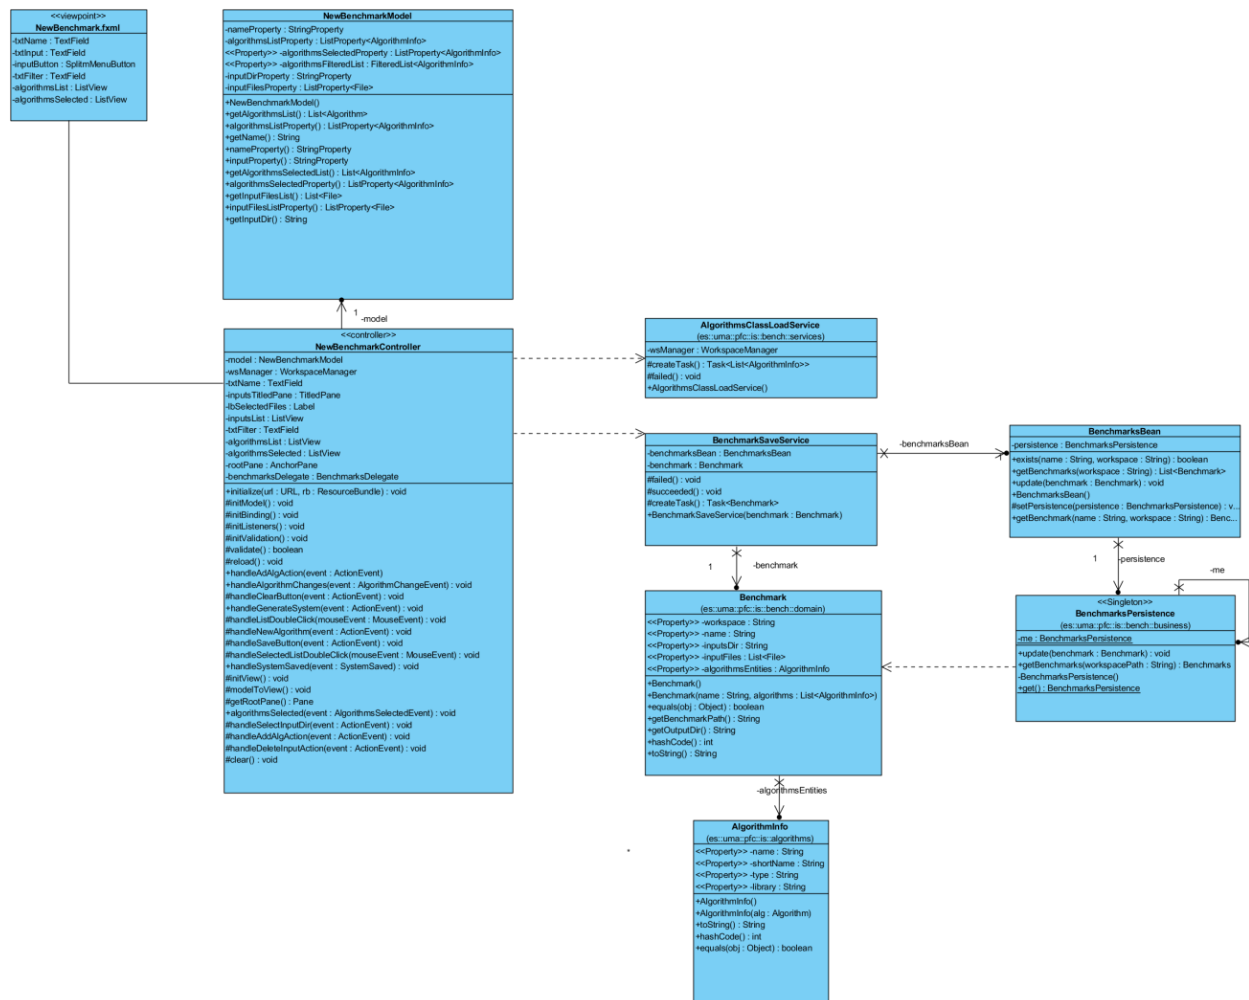 <<viewpoint>>
NewBenchmark.fxml
-txtName : TextField
-txtInput : TextField
-inputButton : SplitmMenuButton
-txtFilter : TextField
-algorithmsList : ListView
-algorithmsSelected : ListView
NewBenchmarkModel
-nameProperty : StringProperty
-algorithmsListProperty : ListProperty<AlgorithmInfo>
<<Property>> -algorithmsSelectedProperty : ListProperty<AlgorithmInfo>
<<Property>> -algorithmsFilteredList : FilteredList<AlgorithmInfo>
-inputDirProperty : StringProperty
-inputFilesProperty : ListProperty<File>
+NewBenchmarkModel()
+getAlgorithmsList() : List<Algorithm>
+algorithmsListProperty() : ListProperty<AlgorithmInfo>
+getName() : String
+nameProperty() : StringProperty
+inputProperty() : StringProperty
+getAlgorithmsSelectedList() : List<AlgorithmInfo>
+algorithmsSelectedProperty() : ListProperty<AlgorithmInfo>
+getInputFilesList() : List<File>
+inputFilesListProperty() : ListProperty<File>
+getInputDir() : String
1
-model
<<controller>>
NewBenchmarkController
-model : NewBenchmarkModel
-wsManager : WorkspaceManager
-txtName : TextField
-inputsTitledPane : TitledPane
-lbSelectedFiles : Label
-inputsList : ListView
-txtFilter : TextField
-algorithmsList : ListView
-algorithmsSelected : ListView
-rootPane : AnchorPane
-benchmarksDelegate : BenchmarksDelegate
+initialize(url : URL, rb : ResourceBundle) : void
#initModel() : void
#initBinding() : void
#initListeners() : void
#initValidation() : void
#validate() : boolean
#reload() : void
+handleAdAlgAction(event : ActionEvent)
+handleAlgorithmChanges(event : AlgorithmChangeEvent) : void
#handleClearButton(event : ActionEvent) : void
+handleGenerateSystem(event : ActionEvent) : void
#handleListDoubleClick(mouseEvent : MouseEvent) : void
#handleNewAlgorithm(event : ActionEvent) : void
#handleSaveButton(event : ActionEvent) : void
#handleSelectedListDoubleClick(mouseEvent : MouseEvent) : void
+handleSystemSaved(event : SystemSaved) : void
#initView() : void
#modelToView() : void
#getRootPane() : Pane
+algorithmsSelected(event : AlgorithmsSelectedEvent) : void
#handleSelectInputDir(event : ActionEvent) : void
#handleAddAlgAction(event : ActionEvent) : void
#handleDeleteInputAction(event : ActionEvent) : void
#clear() : void
AlgorithmsClassLoadService
(es::uma::pfc::is::bench::services)
-wsManager : WorkspaceManager
#createTask() : Task<List<AlgorithmInfo>>
#failed() : void
+AlgorithmsClassLoadService()
BenchmarkSaveService
-benchmarksBean : BenchmarksBean
-benchmark : Benchmark
#failed() : void
#succeeded() : void
#createTask() : Task<Benchmark>
+BenchmarkSaveService(benchmark : Benchmark)
-benchmarksBean
BenchmarksBean
-persistence : BenchmarksPersistence
+exists(name : String, workspace : String) : boolean
+getBenchmarks(workspace : String) : List<Benchmark>
+update(benchmark : Benchmark) : void
+BenchmarksBean()
#setPersistence(persistence : BenchmarksPersistence) : v...
+getBenchmark(name : String, workspace : String) : Benc...
1
-benchmark
1
-persistence
-me
Benchmark
(es::uma::pfc::is::bench::domain)
<<Property>> -workspace : String
<<Property>> -name : String
<<Property>> -inputsDir : String
<<Property>> -inputFiles : List<File>
<<Property>> -algorithmsEntities : AlgorithmInfo
+Benchmark()
+Benchmark(name : String, algorithms : List<AlgorithmInfo>)
+equals(obj : Object) : boolean
+getBenchmarkPath() : String
+getOutputDir() : String
+hashCode() : int
+toString() : String
<<Singleton>>
BenchmarksPersistence
(es::uma::pfc::is::bench::business)
-me : BenchmarksPersistence
+update(benchmark : Benchmark) : void
+getBenchmarks(workspacePath : String) : Benchmarks
-BenchmarksPersistence()
+get() : BenchmarksPersistence
-algorithmsEntities
AlgorithmInfo
(es::uma::pfc::is::algorithms)
<<Property>> -name : String
<<Property>> -shortName : String
<<Property>> -type : String
<<Property>> -library : String
+AlgorithmInfo()
+AlgorithmInfo(alg : Algorithm)
+toString() : String
+hashCode() : int
+equals(obj : Object) : boolean